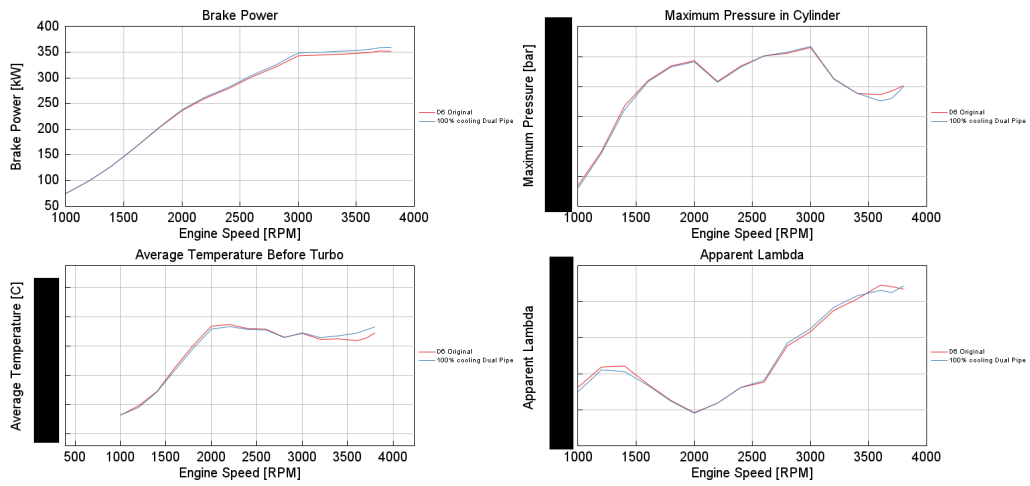 Brake Power
Brake Power [kW]
400
350
300
250
200
150
100
50
1000 1500 2000 2500 3000 3500 4000
Engine Speed [RPM]
D6 Original
100% cooling Dual Pipe
Maximum Pressure in Cylinder
Maximum Pressure [bar]
1000 1500 2000 2500 3000 3500 4000
Engine Speed [RPM]
D6 Original
100% cooling Dual Pipe
Average Temperature Before Turbo
Average Temperature [C]
500 1000 1500 2000 2500 3000 3500 4000
Engine Speed [RPM]
D6 Original
100% cooling Dual Pipe
Apparent Lambda
Apparent Lambda
1000 1500 2000 2500 3000 3500 4000
Engine Speed [RPM]
D6 Original
100% cooling Dual Pipe